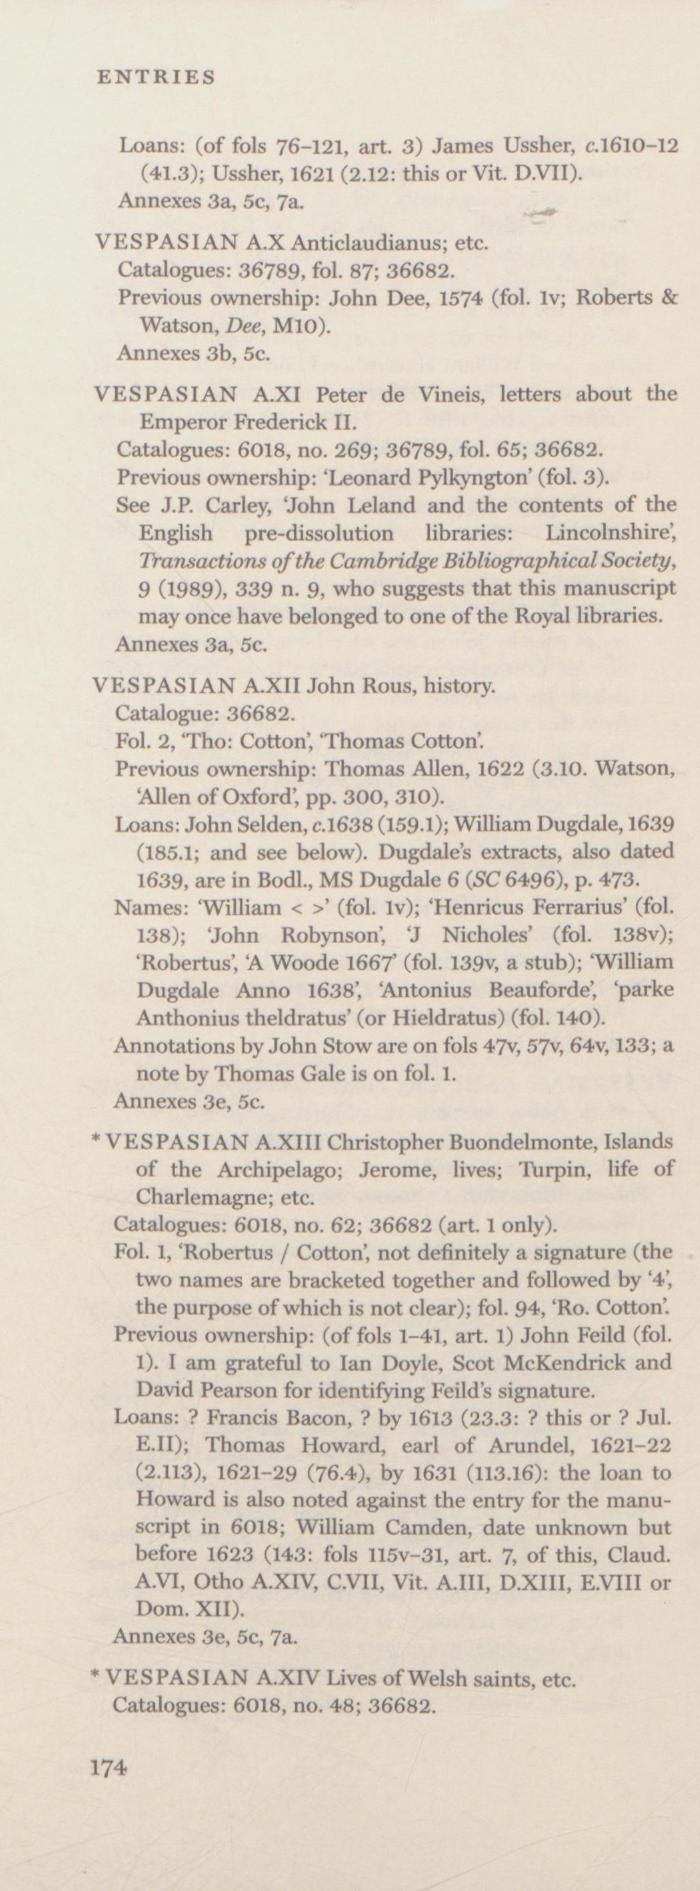 ENTRIES
Loans: (of fols 76–121, art. 3) James Ussher, c.1610–12
(41.3); Ussher, 1621 (2.12: this or Vit. D.VII).
Annexes 3a, 5c, 7a.
VESPASIAN A.X Anticlaudianus; etc.
Catalogues: 36789, fol. 87; 36682.
Previous ownership: John Dee, 1574 (fol. 1v; Roberts &
Watson, Dee, M10).
Annexes 3b, 5c.
VESPASIAN A.XI Peter de Vineis, letters about the
Emperor Frederick II.
Catalogues: 6018, no. 269; 36789, fol. 65; 36682.
Previous ownership: ‘Leonard Pylkyngton’ (fol. 3).
See J.P. Carley, ‘John Leland and the contents of the
English pre-dissolution libraries: Lincolnshire’,
Transactions of the Cambridge Bibliographical Society,
9 (1989), 339 n. 9, who suggests that this manuscript
may once have belonged to one of the Royal libraries.
Annexes 3a, 5c.
VESPASIAN A.XII John Rous, history.
Catalogue: 36682.
Fol. 2, ‘Tho: Cotton’, ‘Thomas Cotton’.
Previous ownership: Thomas Allen, 1622 (3.10. Watson,
‘Allen of Oxford’, pp. 300, 310).
Loans: John Selden, c.1638 (159.1); William Dugdale, 1639
(185.1; and see below). Dugdale’s extracts, also dated
1639, are in Bodl., MS Dugdale 6 (SC 6496), p. 473.
Names: ‘William < >’ (fol. 1v); ‘Henricus Ferrarius’ (fol.
138); ‘John Robynson’, ‘J Nicholes’ (fol. 138v);
‘Robertus’, ‘A Woode 1667’ (fol. 139v, a stub); ‘William
Dugdale Anno 1638’, ‘Antonius Beauforde’, ‘parke
Anthonius theldratus’ (or Hieldratus) (fol. 140).
Annotations by John Stow are on fols 47v, 57v, 64v, 133; a
note by Thomas Gale is on fol. 1.
Annexes 3e, 5c.
*VESPASIAN A.XIII Christopher Buondelmonte, Islands
of the Archipelago; Jerome, lives; Turpin, life of
Charlemagne; etc.
Catalogues: 6018, no. 62; 36682 (art. 1 only).
Fol. 1, ‘Robertus / Cotton’, not definitely a signature (the
two names are bracketed together and followed by ‘4’,
the purpose of which is not clear); fol. 94, ‘Ro. Cotton’.
Previous ownership: (of fols 1–41, art. 1) John Feild (fol.
1). I am grateful to Ian Doyle, Scot McKendrick and
David Pearson for identifying Feild’s signature.
Loans: ? Francis Bacon, ? by 1613 (23.3: ? this or ? Jul.
E.II); Thomas Howard, earl of Arundel, 1621–22
(2.113), 1621–29 (76.4), by 1631 (113.16): the loan to
Howard is also noted against the entry for the manu-
script in 6018; William Camden, date unknown but
before 1623 (143: fols 115v–31, art. 7, of this, Claud.
A.VI, Otho A.XIV, C.VII, Vit. A.III, D.XIII, E.VIII or
Dom. XII).
Annexes 3e, 5c, 7a.
*VESPASIAN A.XIV Lives of Welsh saints, etc.
Catalogues: 6018, no. 48; 36682.
174